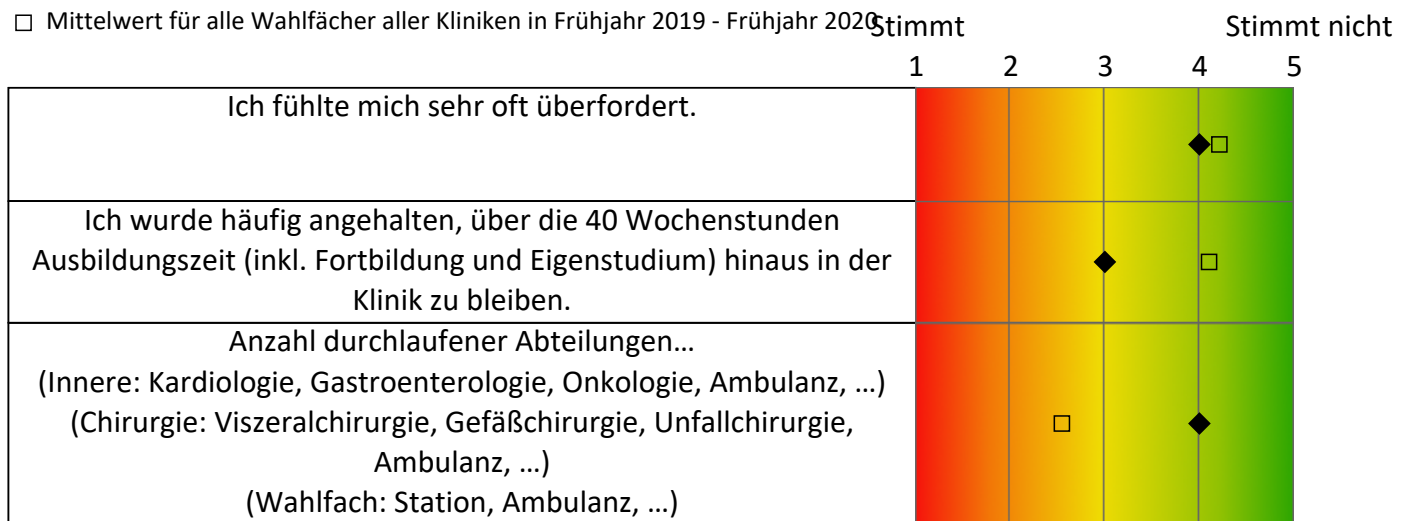 □ Mittelwert für alle Wahlfächer aller Kliniken in Frühjahr 2019 - Frühjahr 2020
Stimmt Stimmt nicht
1 2 3 4 5
Ich fühlte mich sehr oft überfordert.
Ich wurde häufig angehalten, über die 40 Wochenstunden
Ausbildungszeit (inkl. Fortbildung und Eigenstudium) hinaus in der
Klinik zu bleiben.
Anzahl durchlaufener Abteilungen…
(Innere: Kardiologie, Gastroenterologie, Onkologie, Ambulanz, …)
(Chirurgie: Viszeralchirurgie, Gefäßchirurgie, Unfallchirurgie,
Ambulanz, …)
(Wahlfach: Station, Ambulanz, …)